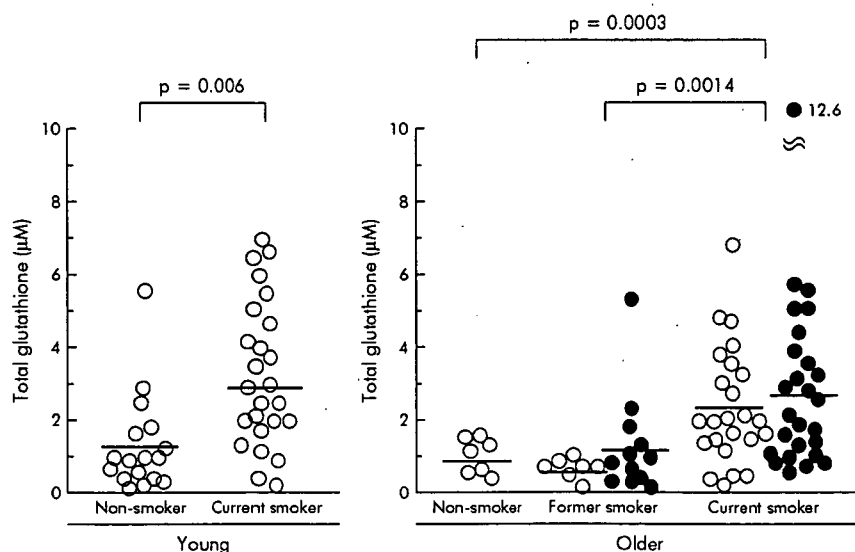 p = 0.0003
p = 0.006
p = 0.0014
12.6
10
8
6
4
2
0
Total glutathione (μM)
Non-smoker Current smoker
Young
10
8
6
4
2
0
Total glutathione (μM)
Non-smoker Former smoker Current smoker
Older